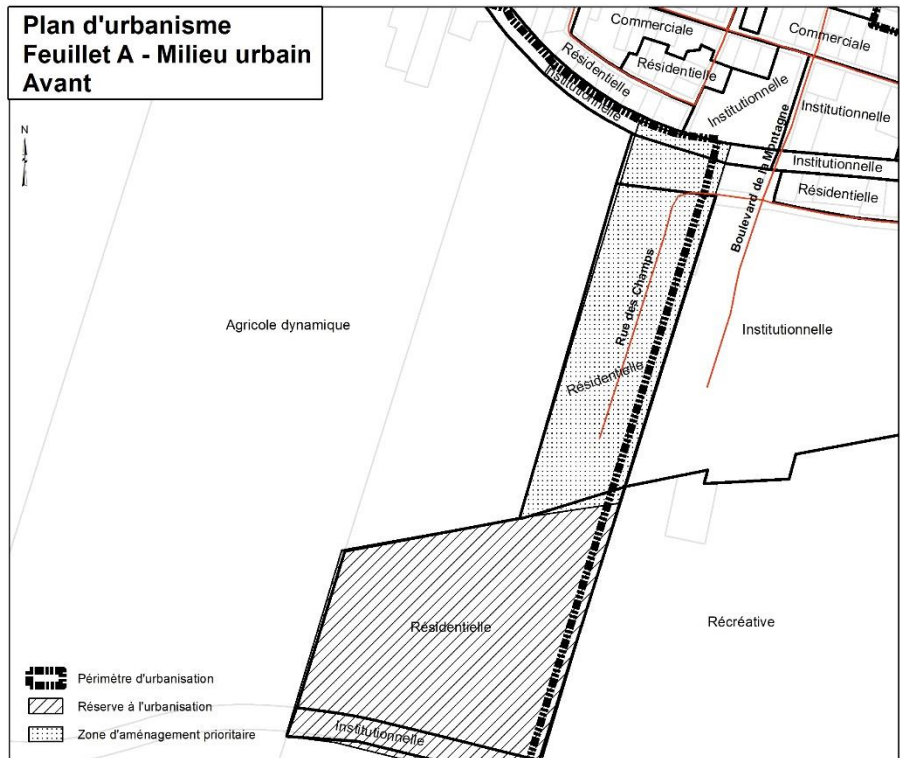 Plan d'urbanisme
Feuillet A - Milieu urbain
Avant
N
Commerciale
Commerciale
Résidentielle
Résidentielle
Institutionnelle
Institutionnelle
Institutionnelle
Institutionnelle
Résidentielle
Boulevard de la Montagne
Rue des Champs
Agricole dynamique
Institutionnelle
Résidentielle
Résidentielle
Récréative
Institutionnelle
Périmètre d'urbanisation
Réserve à l'urbanisation
Zone d'aménagement prioritaire